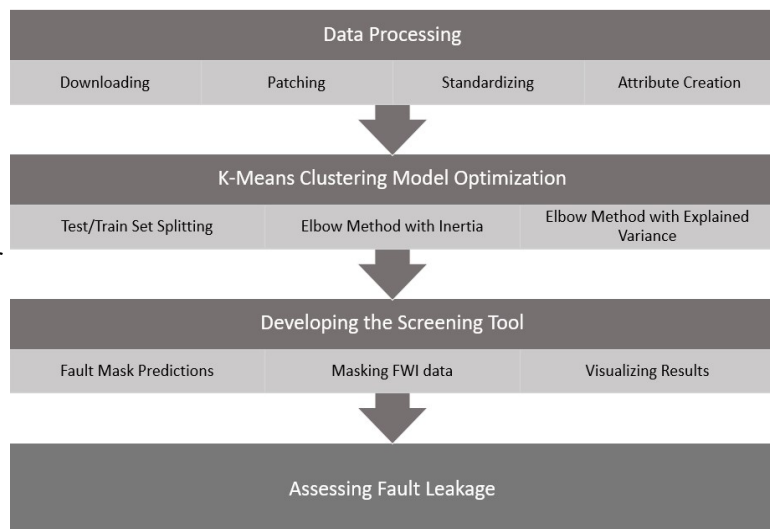 Data Processing
Downloading
Patching
Standardizing
Attribute Creation
K-Means Clustering Model Optimization
Test/Train Set Splitting
Elbow Method with Inertia
Elbow Method with Explained
Variance
Developing the Screening Tool
Fault Mask Predictions
Masking FWI data
Visualizing Results
Assessing Fault Leakage